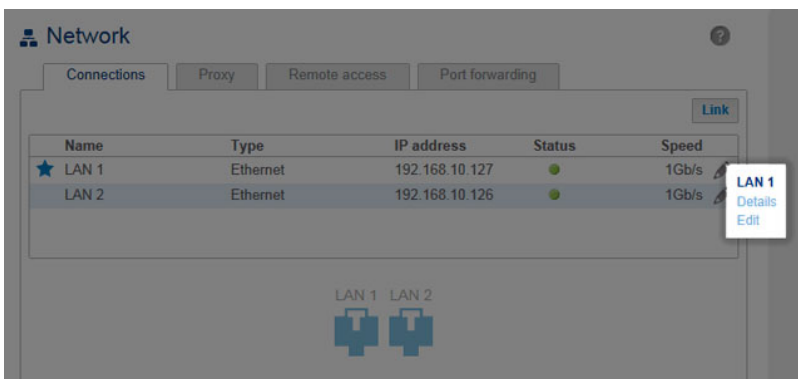 Network
Connections Proxy Remote access Port forwarding
Link
Name Type IP address Status Speed
LAN 1 Ethernet 192.168.10.127 1Gb/s
LAN 2 Ethernet 192.168.10.126 1Gb/s
LAN 1
Details
Edit
LAN 1 LAN 2